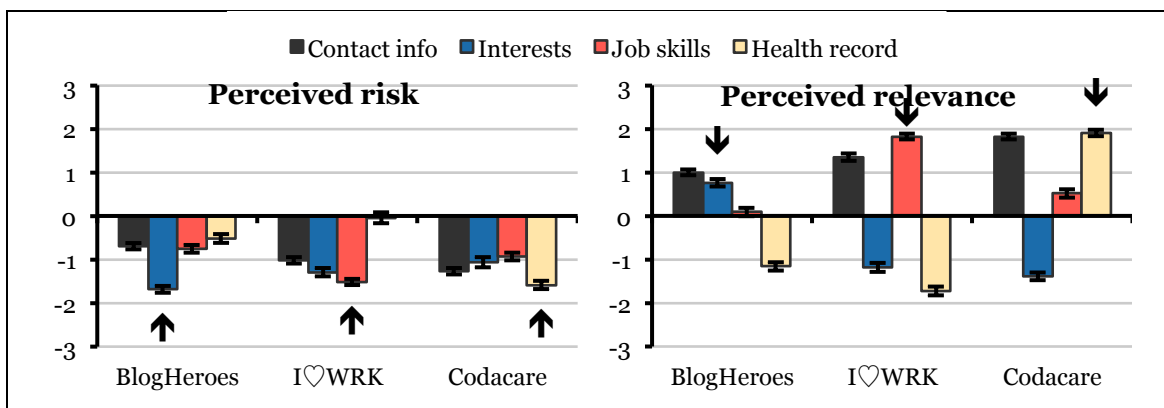 Contact info Interests Job skills Health record
Perceived risk
3
2
1
0
-1
-2
-3
BlogHeroes I♡WRK Codacare
Perceived relevance
3
2
1
0
-1
-2
-3
BlogHeroes I♡WRK Codacare